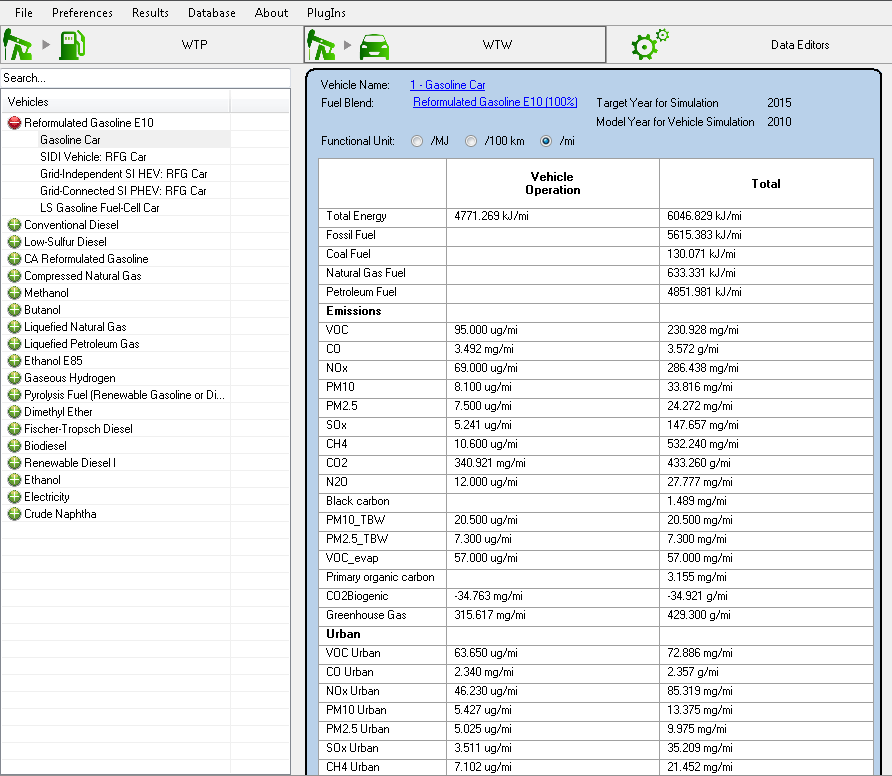 File Preferences Results Database About PlugIns
WTP WTW Data Editors
Search...
Vehicles
Reformulated Gasoline E10
Gasoline Car
SIDI Vehicle: RFG Car
Grid-Independent SI HEV: RFG Car
Grid-Connected SI PHEV: RFG Car
LS Gasoline Fuel-Cell Car
Conventional Diesel
Low-Sulfur Diesel
CA Reformulated Gasoline
Compressed Natural Gas
Methanol
Butanol
Liquefied Natural Gas
Liquefied Petroleum Gas
Ethanol E85
Gaseous Hydrogen
Pyrolysis Fuel (Renewable Gasoline or Di...
Dimethyl Ether
Fischer-Tropsch Diesel
Biodiesel
Renewable Diesel I
Ethanol
Electricity
Crude Naphtha
Vehicle Name: 1 - Gasoline Car
Fuel Blend: Reformulated Gasoline E10 (100%) Target Year for Simulation 2015
Model Year for Vehicle Simulation 2010
Functional Unit: /MJ /100 km /mi
Vehicle
Operation Total
Total Energy 4771.269 kJ/mi 6046.829 kJ/mi
Fossil Fuel 5615.383 kJ/mi
Coal Fuel 130.071 kJ/mi
Natural Gas Fuel 633.331 kJ/mi
Petroleum Fuel 4851.981 kJ/mi
Emissions
VOC 95.000 ug/mi 230.928 mg/mi
CO 3.492 mg/mi 3.572 g/mi
NOx 69.000 ug/mi 286.438 mg/mi
PM10 8.100 ug/mi 33.816 mg/mi
PM2.5 7.500 ug/mi 24.272 mg/mi
SOx 5.241 ug/mi 147.657 mg/mi
CH4 10.600 ug/mi 532.240 mg/mi
CO2 340.921 mg/mi 433.260 g/mi
N2O 12.000 ug/mi 27.777 mg/mi
Black carbon 1.489 mg/mi
PM10_TBW 20.500 ug/mi 20.500 mg/mi
PM2.5_TBW 7.300 ug/mi 7.300 mg/mi
VOC_evap 57.000 ug/mi 57.000 mg/mi
Primary organic carbon 3.155 mg/mi
CO2Biogenic -34.763 mg/mi -34.921 g/mi
Greenhouse Gas 315.617 mg/mi 429.300 g/mi
Urban
VOC Urban 63.650 ug/mi 72.886 mg/mi
CO Urban 2.340 mg/mi 2.357 g/mi
NOx Urban 46.230 ug/mi 85.319 mg/mi
PM10 Urban 5.427 ug/mi 13.375 mg/mi
PM2.5 Urban 5.025 ug/mi 9.975 mg/mi
SOx Urban 3.511 ug/mi 35.209 mg/mi
CH4 Urban 7.102 ug/mi 21.452 mg/mi